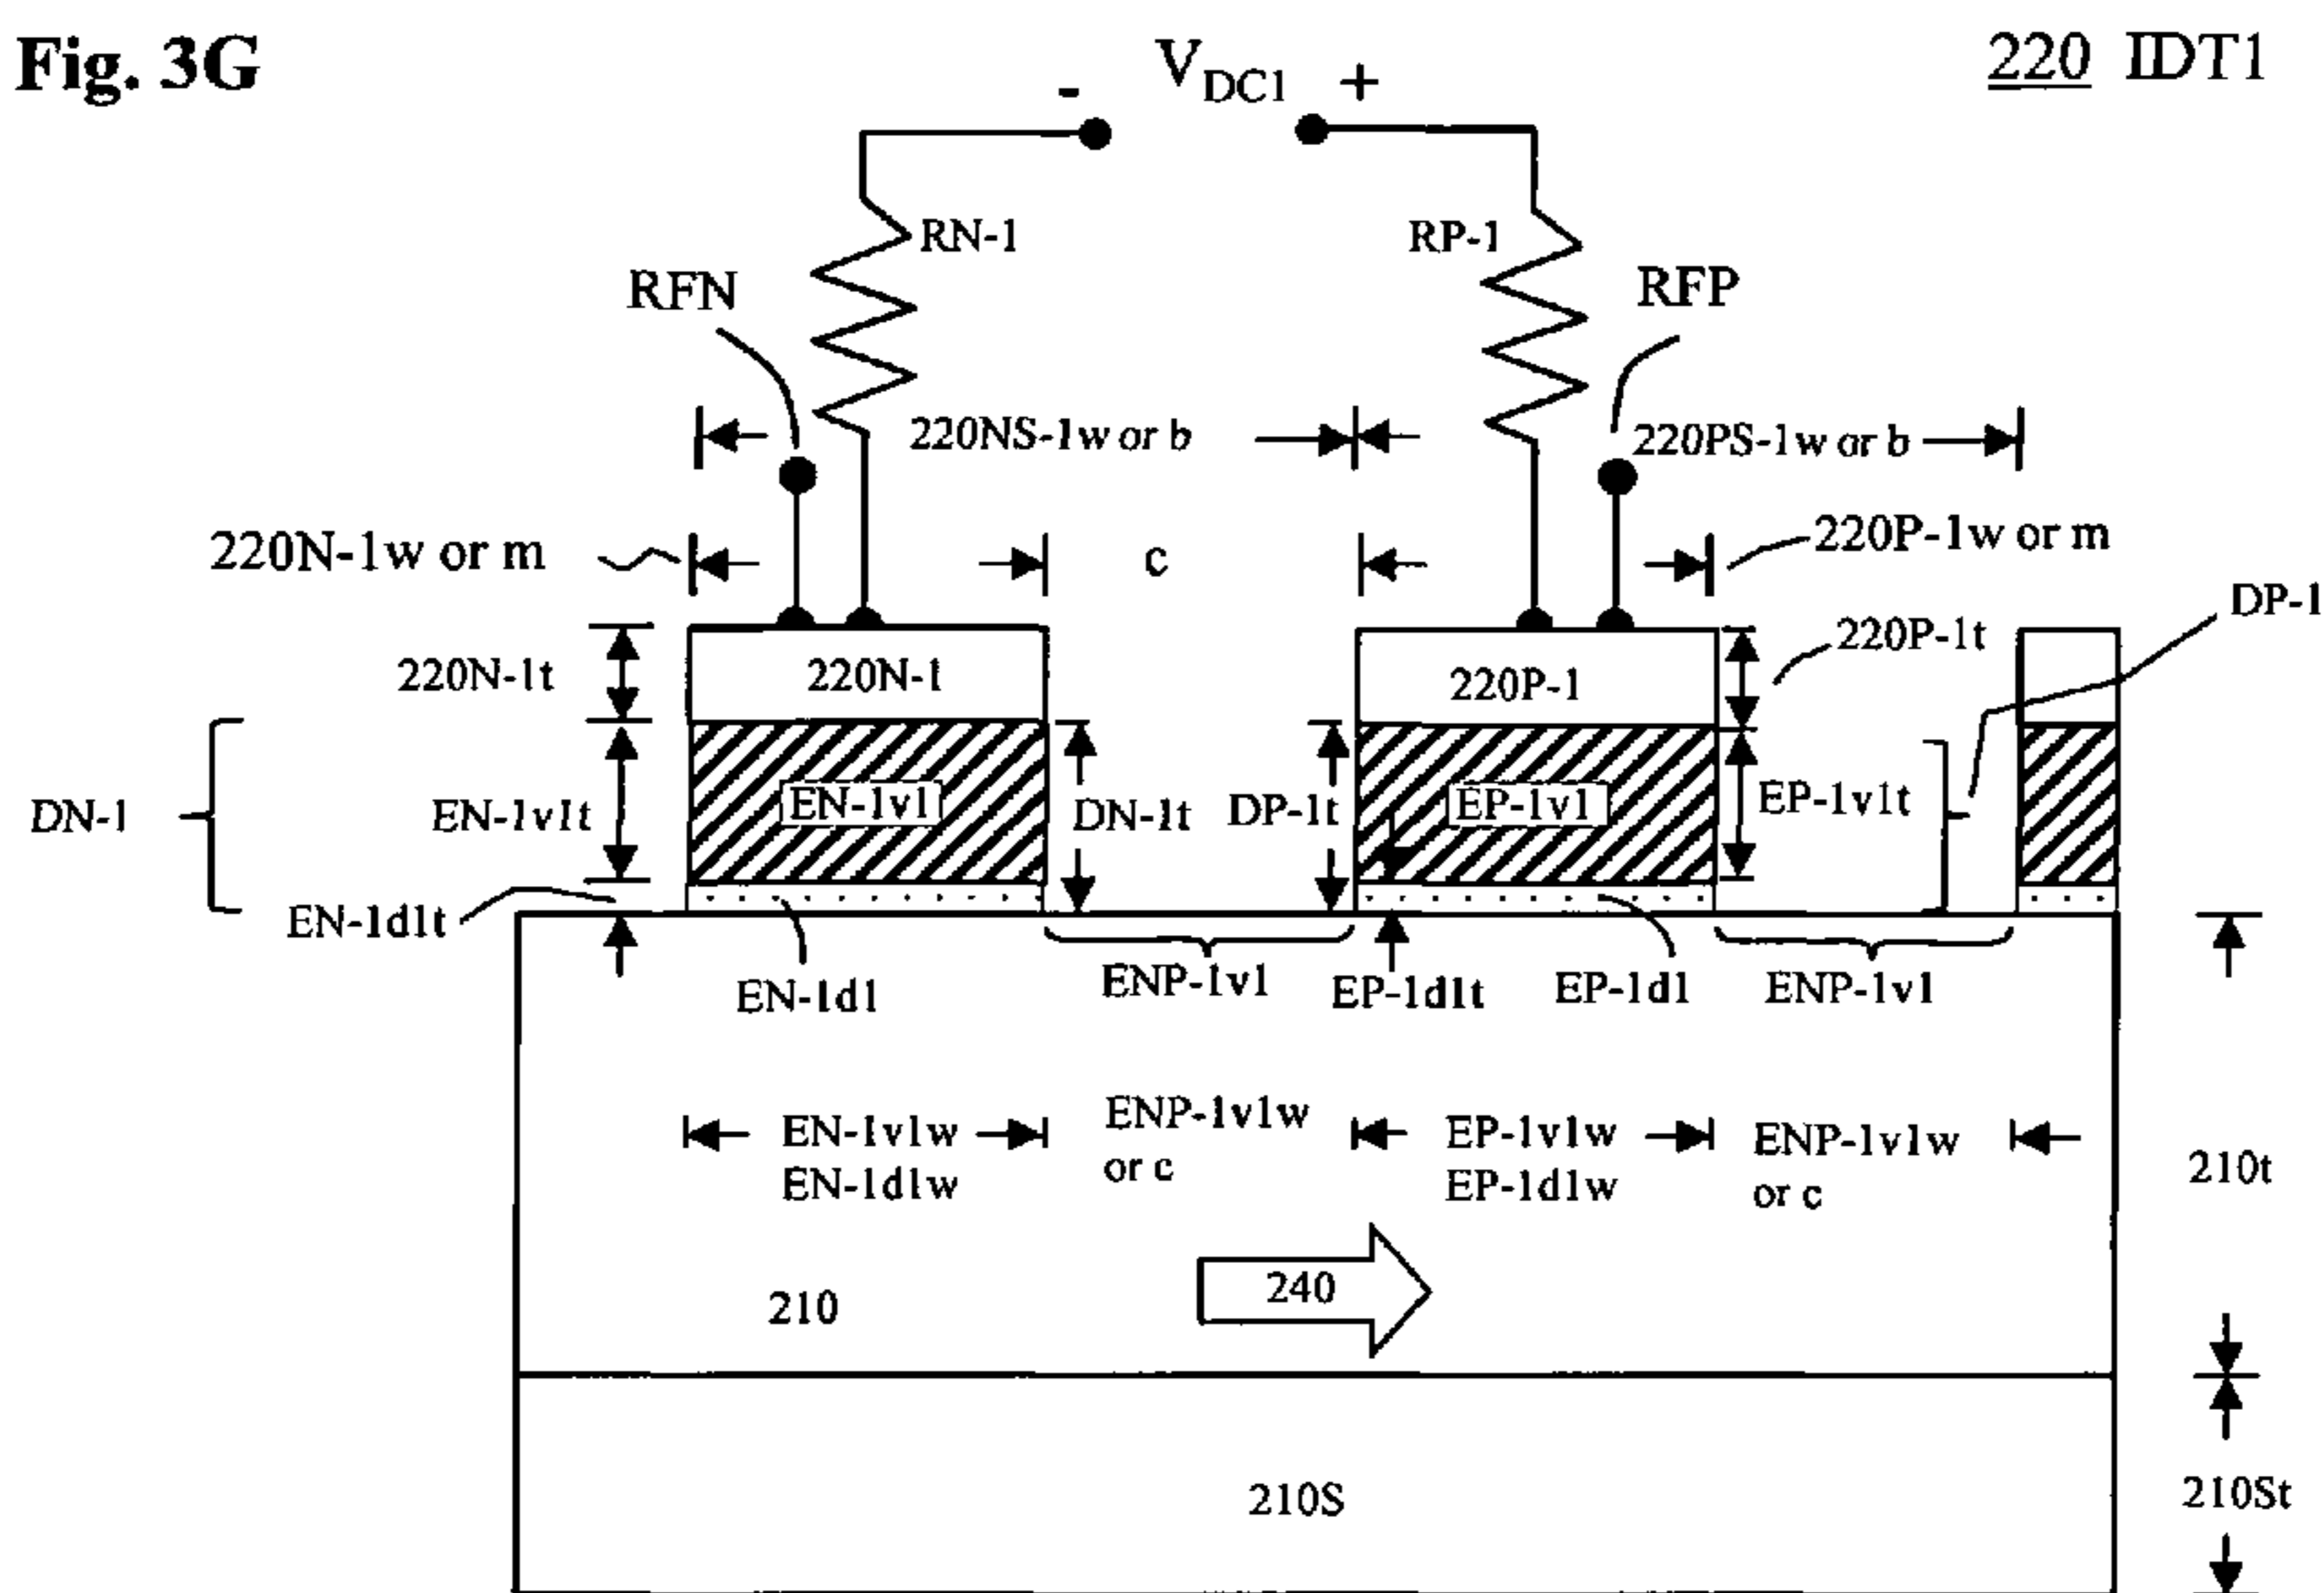 Fig. 3G
220 IDT1
- V DC1 +
RN-1
RP-1
RFN
RFP
220NS-1w or b
220PS-1w or b
220N-1w or m
c
220P-1w or m
DP-1
220N-1t
220N-1
220P-1
220P-1t
DN-1
EN-1v1t
EN-1v1
DN-1t
DP-1t
EP-1v1
EP-1v1t
EN-1d1t
EN-1d1
ENP-1v1
EP-1d1t
EP-1d1
ENP-1v1
EN-1v1w
EN-1d1w
ENP-1v1w
or c
EP-1v1w
EP-1d1w
ENP-1v1w
or c
210t
240
210
210S
210St